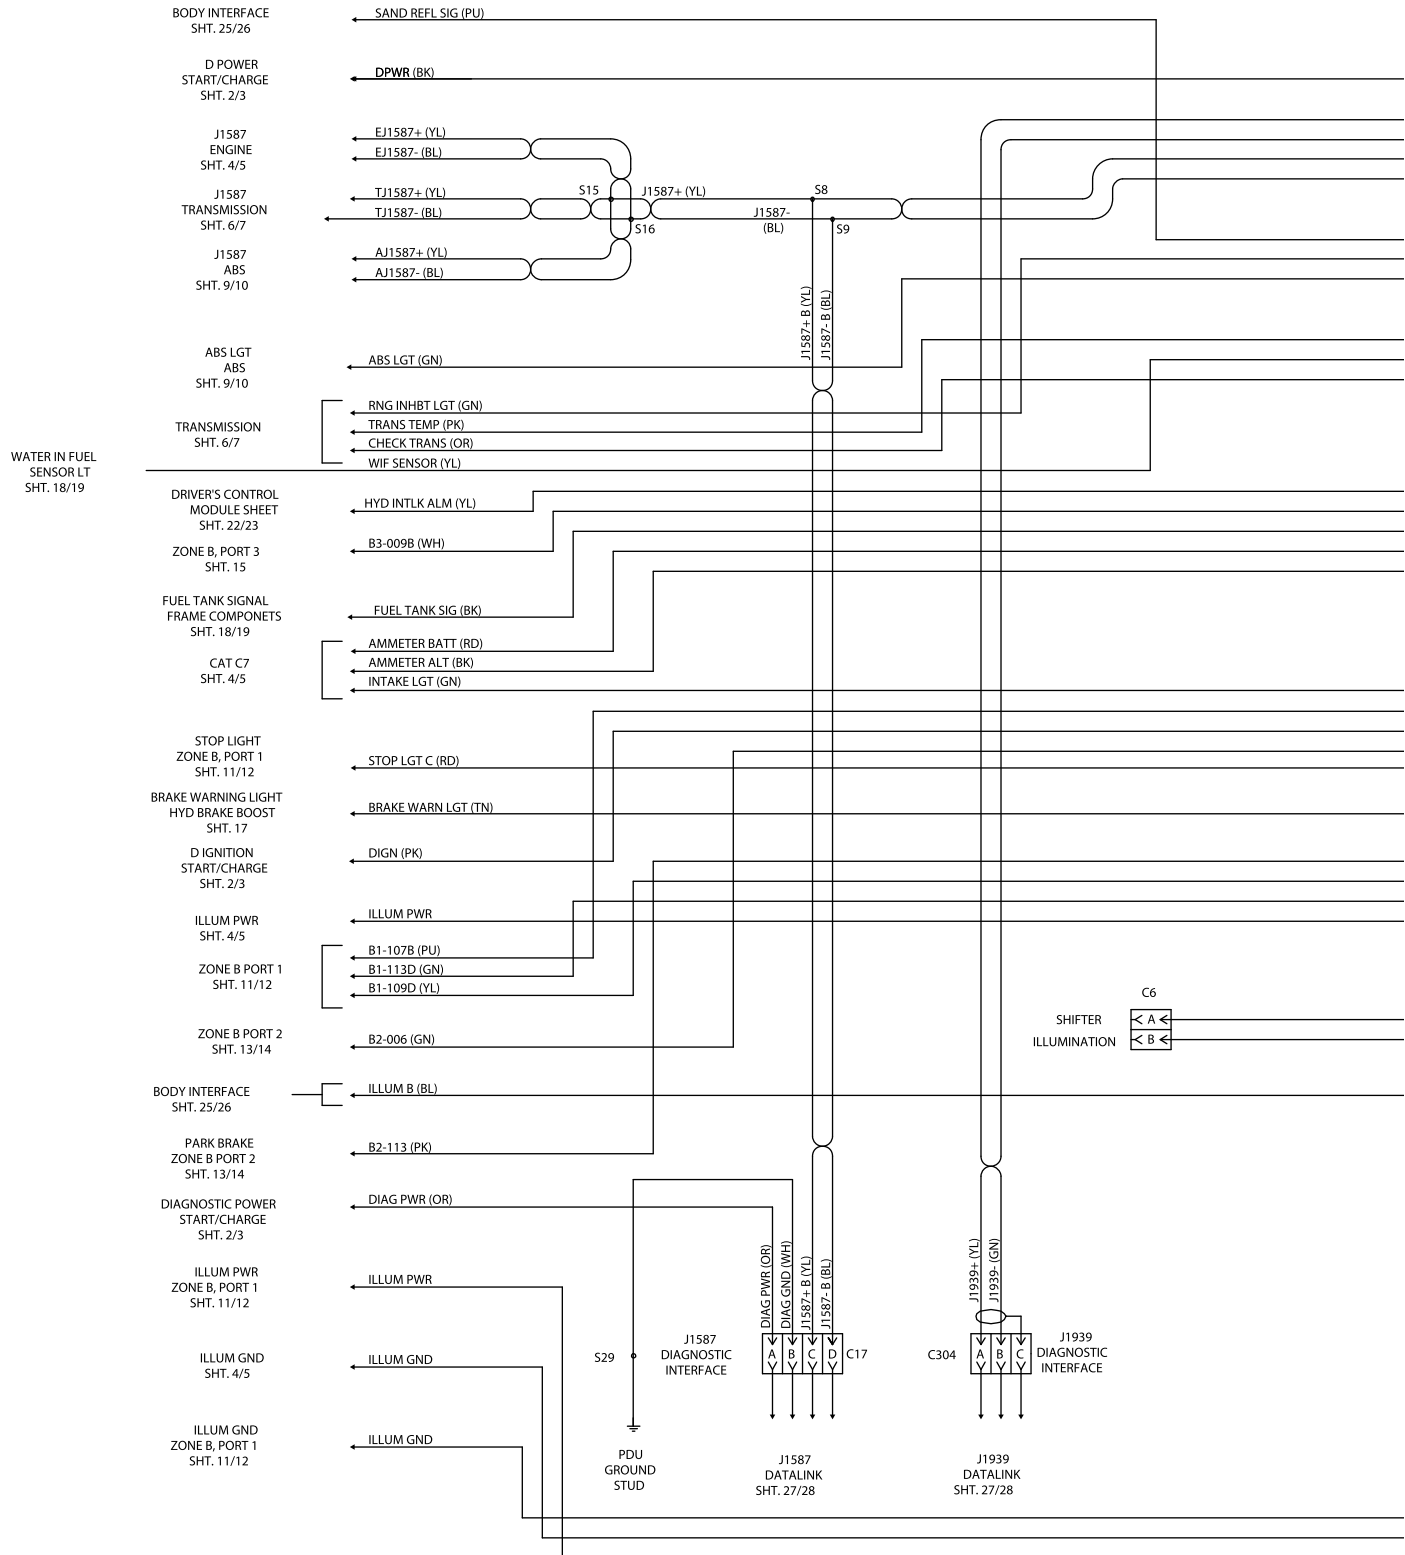 BODY INTERFACE
SHT. 25/26
SAND REFL SIG (PU)
D POWER
START/CHARGE
SHT. 2/3
DPWR (BK)
J1587
ENGINE
SHT. 4/5
EJ1587+ (YL)
EJ1587- (BL)
J1587
TRANSMISSION
SHT. 6/7
TJ1587+ (YL)
TJ1587- (BL)
S15
J1587+ (YL)
S16
J1587-
(BL)
S8
S9
J1587
ABS
SHT. 9/10
AJ1587+ (YL)
AJ1587- (BL)
J1587+ B (YL)
J1587- B (BL)
ABS LGT
ABS
SHT. 9/10
ABS LGT (GN)
TRANSMISSION
SHT. 6/7
RNG INHBT LGT (GN)
TRANS TEMP (PK)
CHECK TRANS (OR)
WATER IN FUEL
SENSOR LT
SHT. 18/19
WIF SENSOR (YL)
DRIVER'S CONTROL
MODULE SHEET
SHT. 22/23
HYD INTLK ALM (YL)
ZONE B, PORT 3
SHT. 15
B3-009B (WH)
FUEL TANK SIGNAL
FRAME COMPONETS
SHT. 18/19
FUEL TANK SIG (BK)
CAT C7
SHT. 4/5
AMMETER BATT (RD)
AMMETER ALT (BK)
INTAKE LGT (GN)
STOP LIGHT
ZONE B, PORT 1
SHT. 11/12
STOP LGT C (RD)
BRAKE WARNING LIGHT
HYD BRAKE BOOST
SHT. 17
BRAKE WARN LGT (TN)
D IGNITION
START/CHARGE
SHT. 2/3
DIGN (PK)
ILLUM PWR
SHT. 4/5
ILLUM PWR
ZONE B PORT 1
SHT. 11/12
B1-107B (PU)
B1-113D (GN)
B1-109D (YL)
C6
SHIFTER
ILLUMINATION
A
B
ZONE B PORT 2
SHT. 13/14
B2-006 (GN)
BODY INTERFACE
SHT. 25/26
ILLUM B (BL)
PARK BRAKE
ZONE B PORT 2
SHT. 13/14
B2-113 (PK)
DIAGNOSTIC POWER
START/CHARGE
SHT. 2/3
DIAG PWR (OR)
ILLUM PWR
ZONE B, PORT 1
SHT. 11/12
ILLUM PWR
DIAG PWR (OR)
DIAG GND (WH)
J1587+ B (YL)
J1587- B (BL)
J1939+ (YL)
J1939- (GN)
ILLUM GND
SHT. 4/5
ILLUM GND
S29
J1587
DIAGNOSTIC
INTERFACE
A B C D
C17
C304
A B C
J1939
DIAGNOSTIC
INTERFACE
ILLUM GND
ZONE B, PORT 1
SHT. 11/12
ILLUM GND
PDU
GROUND
STUD
J1587
DATALINK
SHT. 27/28
J1939
DATALINK
SHT. 27/28